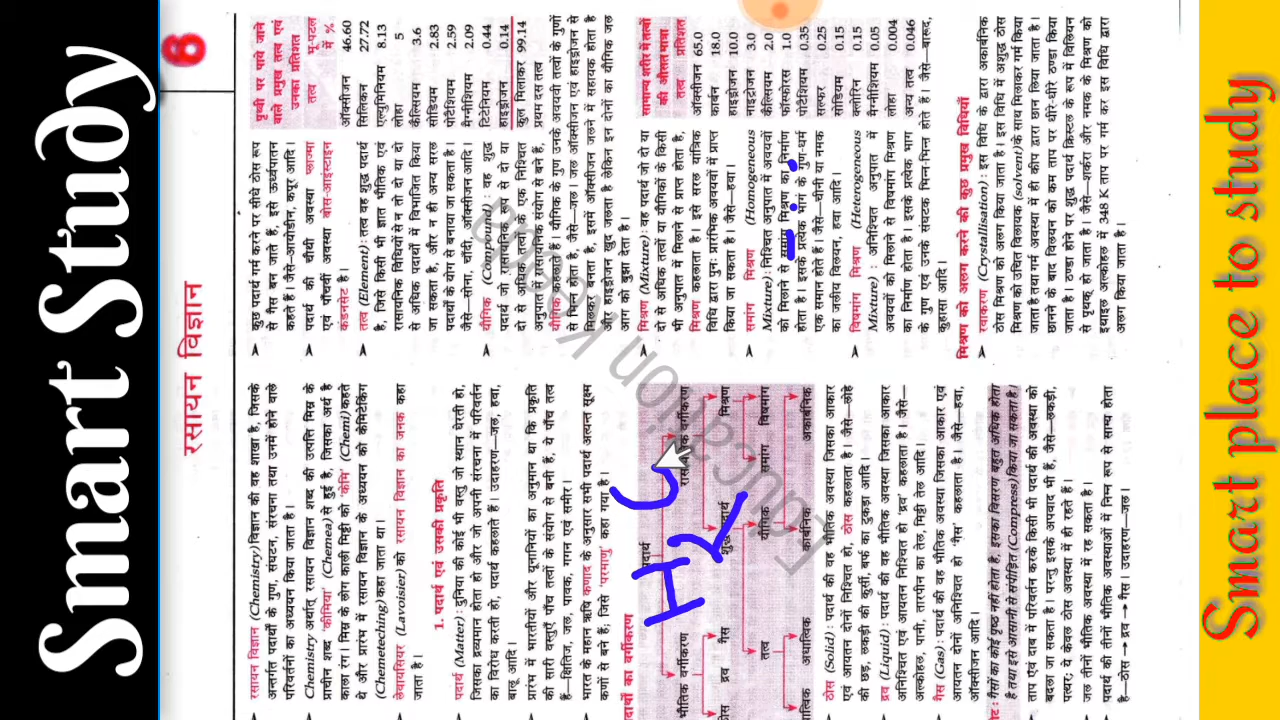 Smart Study
8
रसायन विज्ञान
रसायन विज्ञान (Chemistry) विज्ञान की वह शाखा है, जिसके
अन्तर्गत पदार्थों के गुण, संघटन, संरचना तथा उनमें होने वाले
परिवर्तनों का अध्ययन किया जाता है।
Chemistry अर्थात् रसायन विज्ञान शब्द की उत्पत्ति मिस्र के
प्राचीन शब्द 'कीमिया' (Chemea) से हुई है, जिसका अर्थ है
काला रंग। मिस्र के लोग काली मिट्टी को 'केमि' (Chemi) कहते
थे और प्रारंभ में रसायन विज्ञान के अध्ययन को केमिटेकिंग
(Chemeteching) कहा जाता था।
लेवायसियर (Lavoisier) को रसायन विज्ञान का जनक कहा
जाता है।
1. पदार्थ एवं उसकी प्रकृति
पदार्थ (Matter) : दुनिया की कोई भी वस्तु जो स्थान घेरती हो,
जिसका द्रव्यमान होता हो और जो अपनी संरचना में परिवर्तन
का विरोध करती हो, पदार्थ कहलाते हैं। उदाहरण—जल, हवा,
बालू आदि।
प्रारंभ में भारतीयों और यूनानियों का अनुमान था कि प्रकृति
की सारी वस्तुएँ पाँच तत्वों के संयोग से बनी हैं, ये पाँच तत्व
हैं—क्षितिज, जल, पावक, गगन एवं समीर।
भारत के महान ऋषि कणाद के अनुसार सभी पदार्थ अत्यन्त सूक्ष्म
कणों से बने हैं; जिसे 'परमाणु' कहा गया है।
दार्थों का वर्गीकरण
पदार्थ
भौतिक वर्गीकरण
ठोस द्रव गैस
तत्व यौगिक समांग विषमांग
मिश्रण
अधात्विक कार्बनिक अकार्बनिक
H2 C
ठोस (Solid) : पदार्थ की वह भौतिक अवस्था जिसका आकार
एवं आयतन दोनों निश्चित हो, ठोस कहलाता है। जैसे—लोहे
की छड़, लकड़ी की कुर्सी, बर्फ का टुकड़ा आदि।
द्रव (Liquid) : पदार्थ की वह भौतिक अवस्था जिसका आकार
अनिश्चित एवं आयतन निश्चित हो 'द्रव' कहलाता है। जैसे—
अल्कोहल, पानी, तारपीन का तेल, मिट्टी तेल आदि।
गैस (Gas) : पदार्थ की वह भौतिक अवस्था जिसका आकार एवं
आयतन दोनों अनिश्चित हो 'गैस' कहलाता है। जैसे—हवा,
ऑक्सीजन आदि।
नोट : गैसों का कोई पृष्ठ नहीं होता है, इसका विसरण बहुत अधिक होता
है तथा इसे आसानी से संपीड़ित (Compress) किया जा सकता है।
ताप एवं दाब में परिवर्तन करके किसी भी पदार्थ की अवस्था को
बदला जा सकता है। परन्तु इसके अपवाद भी हैं, जैसे—लकड़ी,
पत्थर; ये केवल ठोस अवस्था में ही रहते हैं।
जल तीनों भौतिक अवस्था में रह सकता है।
पदार्थ की तीनों भौतिक अवस्थाओं में निम्न रूप से साम्य होता
है—ठोस → द्रव → गैस। उदाहरण—जल।
कुछ पदार्थ गर्म करने पर सीधे ठोस रूप
से गैस बन जाते हैं, इसे ऊर्ध्वपातन
कहते हैं। जैसे-आयोडीन, कपूर आदि।
पदार्थ की चौथी अवस्था प्लाज्मा
एवं पाँचवीं अवस्था बोस-आइंस्टाइन
कंडनसेट है।
तत्व (Element) : तत्व वह शुद्ध पदार्थ
है, जिसे किसी भी ज्ञात भौतिक एवं
रासायनिक विधियों से न तो दो या दो
से अधिक पदार्थों में विभाजित किया
जा सकता है, और न ही अन्य सरल
पदार्थों के योग से बनाया जा सकता है।
जैसे—सोना, चाँदी, ऑक्सीजन आदि।
यौगिक (Compound) : वह शुद्ध
पदार्थ जो रासायनिक रूप से दो या
दो से अधिक तत्वों के एक निश्चित
अनुपात में रासायनिक संयोग से बने हैं,
यौगिक कहलाते हैं। यौगिक के गुण उनके अवयवी तत्वों के गुणों
से भिन्न होता है, जैसे—जल। जल ऑक्सीजन एवं हाइड्रोजन से
मिलकर बनता है, इसमें ऑक्सीजन जलने में सहायक होता है
और हाइड्रोजन खुद जलता है लेकिन इन दोनों का यौगिक जल
आग को बुझा देता है।
पृथ्वी पर पाये जाने
वाले प्रमुख तत्व एवं
उनका प्रतिशत
तत्व भू-पटल में %
ऑक्सीजन 46.60
सिलिकन 27.72
एल्युमिनियम 8.13
लोहा 5
कैल्सियम 3.6
सोडियम 2.83
पोटैशियम 2.59
मैग्नीशियम 2.09
टिटेनियम 0.44
हाइड्रोजन 0.14
कुल मिलाकर 99.14
प्रथम दस तत्व
मिश्रण (Mixture) : वह पदार्थ जो दो या
दो से अधिक तत्वों या यौगिकों के किसी
भी अनुपात में मिलाने से प्राप्त होता है,
मिश्रण कहलाता है। इसे सरल यांत्रिक
विधि द्वारा पुनः प्रारंभिक अवयवों में प्राप्त
किया जा सकता है। जैसे—हवा।
समांग मिश्रण (Homogeneous
Mixture) : निश्चित अनुपात में अवयवों
को मिलाने से समांग मिश्रण का निर्माण
होता है। इसके प्रत्येक भाग के गुण-धर्म
एक समान होते हैं। जैसे—चीनी या नमक
का जलीय विलयन, हवा आदि।
विषमांग मिश्रण (Heterogeneous
Mixture) : अनिश्चित अनुपात में
अवयवों को मिलाने से विषमांग मिश्रण
का निर्माण होता है। इसके प्रत्येक भाग
के गुण एवं उनके संघटक भिन्न-भिन्न होते हैं। जैसे—बारूद,
कुहासा आदि।
सामान्य शरीर में तत्वों
की औसत मात्रा
तत्व प्रतिशत
ऑक्सीजन 65.0
कार्बन 18.0
हाइड्रोजन 10.0
नाइट्रोजन 3.0
कैल्सियम 2.0
फॉस्फोरस 1.0
पोटैशियम 0.35
सल्फर 0.25
सोडियम 0.15
क्लोरिन 0.15
मैग्नीशियम 0.05
लोहा 0.004
अन्य तत्व 0.046
मिश्रण को अलग करने की कुछ प्रमुख विधियाँ
रवाकरण (Crystallisation) : इस विधि के द्वारा अकार्बनिक
ठोस मिश्रण को अलग किया जाता है। इस विधि में अशुद्ध ठोस
मिश्रण को उचित विलायक (solvent) के साथ मिलाकर गर्म किया
जाता है तथा गर्म अवस्था में ही कीप द्वारा छान लिया जाता है।
छानने के बाद विलयन को कम ताप पर धीरे-धीरे ठण्डा किया
जाता है। ठण्डा होने पर शुद्ध पदार्थ क्रिस्टल के रूप में विलियन
से पृथक् हो जाता है। जैसे—शर्करा और नमक के मिश्रण को
इथाइल अल्कोहल में 348 K ताप पर गर्म कर इस विधि द्वारा
अलग किया जाता है।
Smart place to study